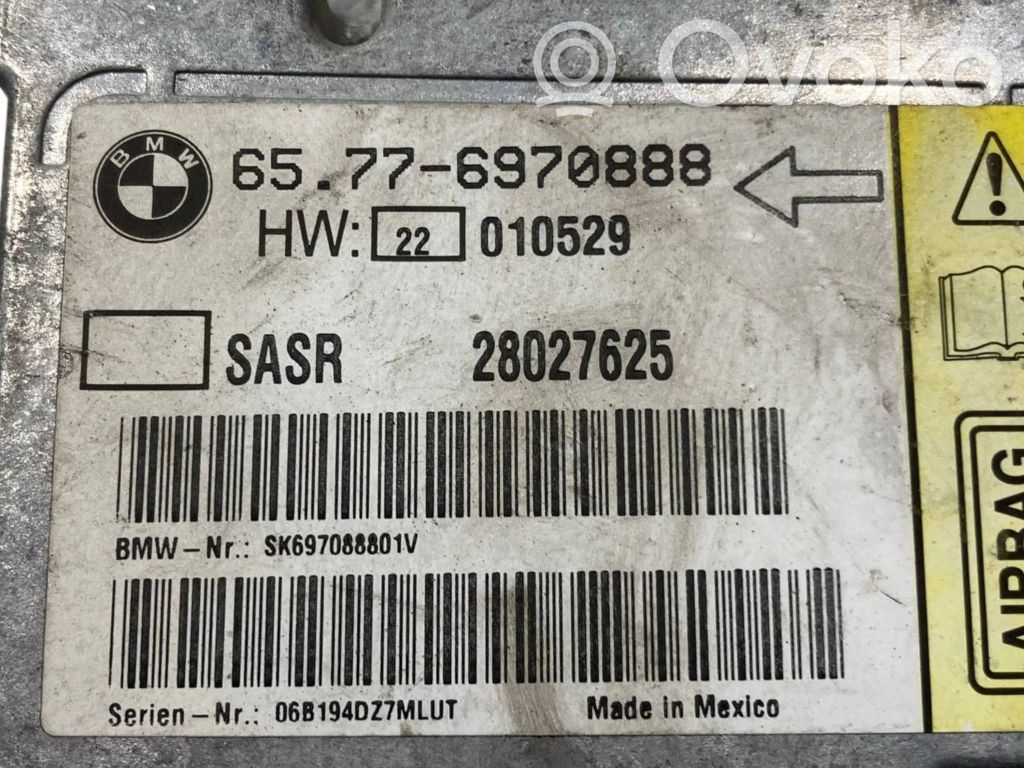 Ovoko
BMW 65.77-6970888
HW: 22 010529
SASR 28027625
BMW-Nr.: SK697088801V
Serien-Nr.: 06B194DZ7MLUT Made in Mexico
AIRBAG